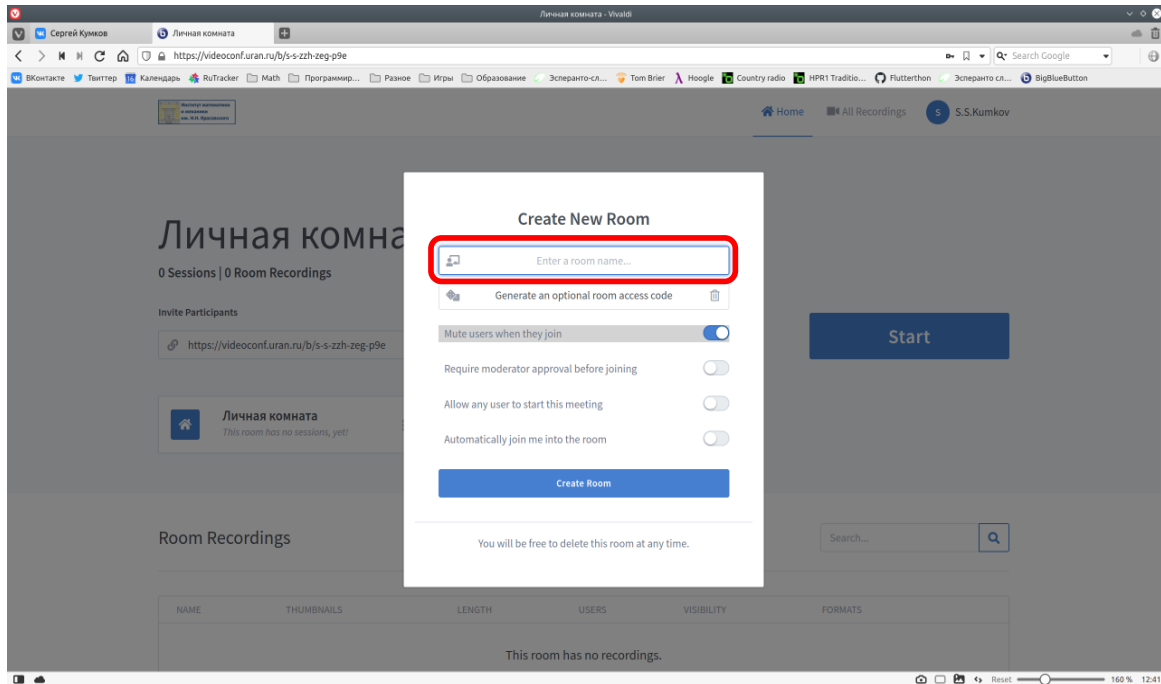 Личная комната - Vivaldi
Сергей Кумков
Личная комната
https://videoconf.uran.ru/b/s-s-zzh-zeg-p9e
Search Google
ВКонтакте Твиттер Календарь RuTracker Math Программир... Разное Игры Образование Эсперанто-сл... Tom Brier Hoogle Country radio HPR1 Traditio... Flutterthon Эсперанто сл... BigBlueButton
Институт математики
и механики
им. Н.Н. Красовского
Home
All Recordings
S
S.S.Kumkov
Create New Room
Личная комна
Enter a room name...
0 Sessions | 0 Room Recordings
Generate an optional room access code
Invite Participants
Mute users when they join
https://videoconf.uran.ru/b/s-s-zzh-zeg-p9e
Start
Require moderator approval before joining
Allow any user to start this meeting
Личная комната
This room has no sessions, yet!
Automatically join me into the room
Create Room
Room Recordings
You will be free to delete this room at any time.
Search...
NAME THUMBNAILS LENGTH USERS VISIBILITY FORMATS
This room has no recordings.
Reset 160 % 12:41